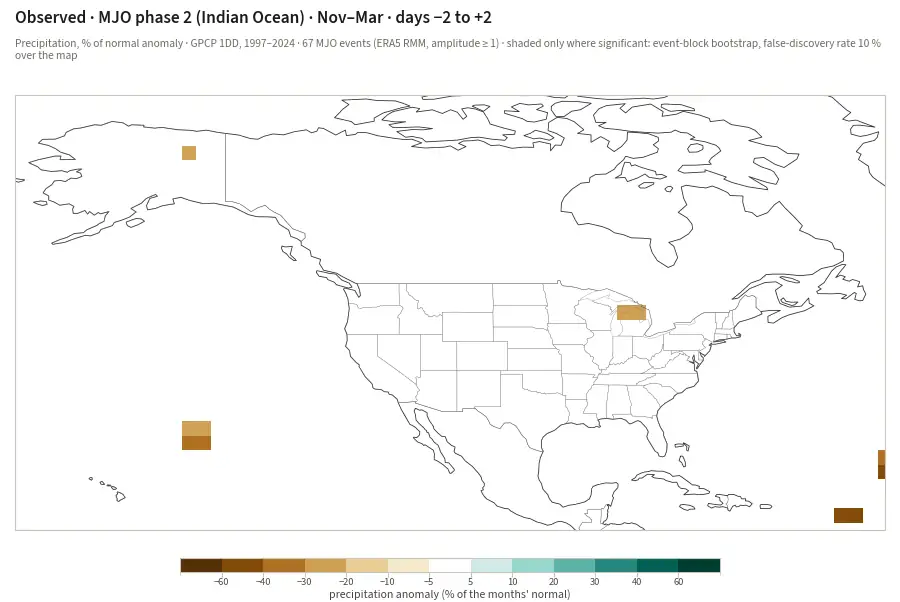 Observed · MJO phase 2 (Indian Ocean) · Nov–Mar · days −2 to +2
Precipitation, % of normal anomaly · GPCP 1DD, 1997–2024 · 67 MJO events (ERA5 RMM, amplitude ≥ 1) · shaded only where significant: event-block bootstrap, false-discovery rate 10 %
over the map
−60 −40 −30 −20 −10 −5 5 10 20 30 40 60
precipitation anomaly (% of the months' normal)